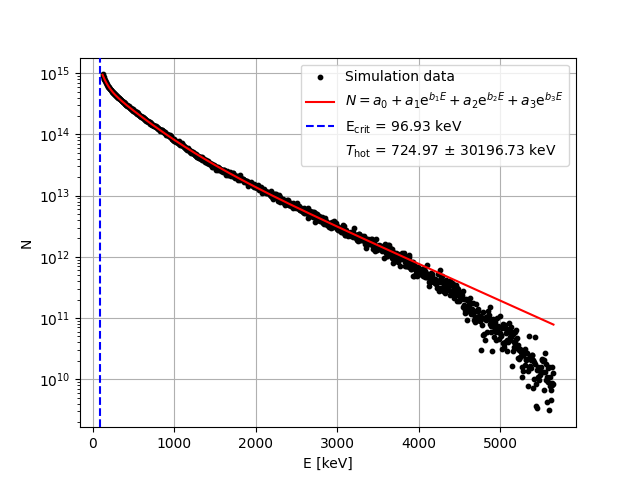 Simulation data
N = a₀ + a₁e^{b₁E} + a₂e^{b₂E} + a₃e^{b₃E}
E_crit = 96.93 keV
T_hot = 724.97 ± 30196.73 keV
10¹⁵
10¹⁴
10¹³
10¹²
10¹¹
10¹⁰
N
0 1000 2000 3000 4000 5000
E [keV]